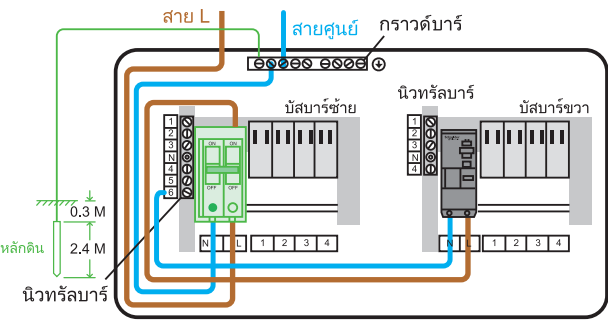 สาย L
สายศูนย์
กราวด์บาร์
นิวทรัลบาร์
บัสบาร์ซ้าย
บัสบาร์ขวา
1
2
3
N
4
5
6
ON ON
OFF OFF
1
2
3
N
4
0.3 M
หลักดิน
2.4 M
N L 1 2 3 4
N L 1 2 3 4
นิวทรัลบาร์